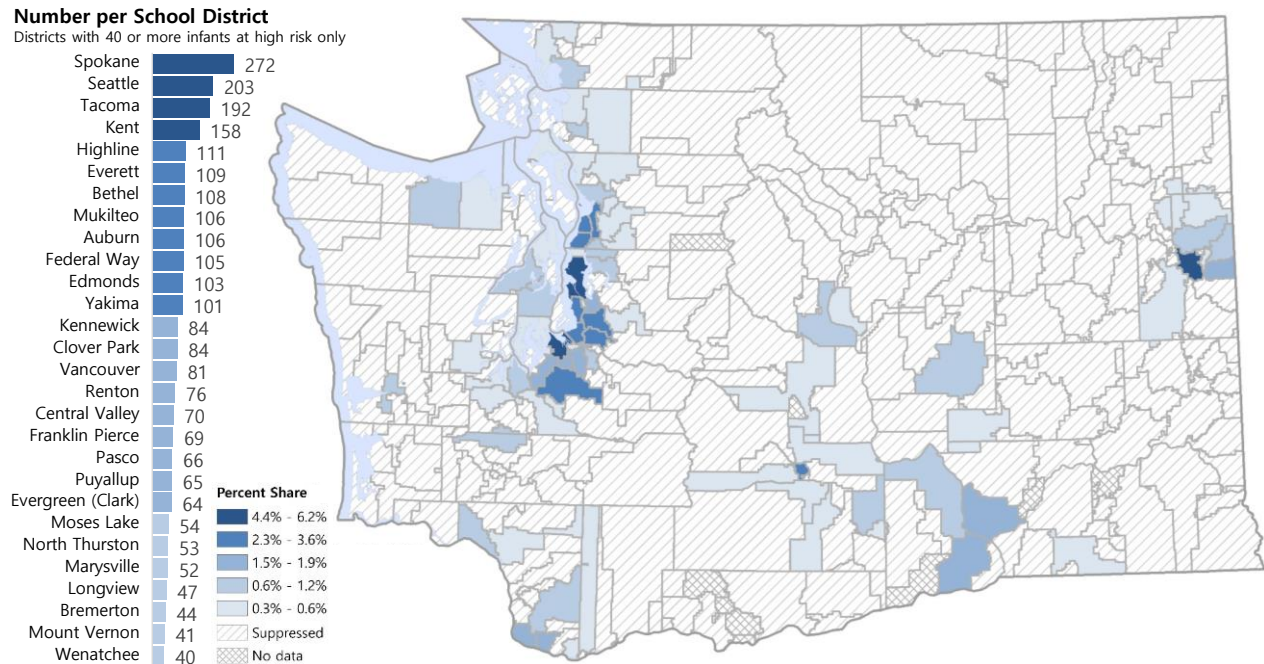 Number per School District
Districts with 40 or more infants at high risk only
Spokane 272
Seattle 203
Tacoma 192
Kent 158
Highline 111
Everett 109
Bethel 108
Mukilteo 106
Auburn 106
Federal Way 105
Edmonds 103
Yakima 101
Kennewick 84
Clover Park 84
Vancouver 81
Renton 76
Central Valley 70
Franklin Pierce 69
Pasco 66
Puyallup 65
Evergreen (Clark) 64
Moses Lake 54
North Thurston 53
Marysville 52
Longview 47
Bremerton 44
Mount Vernon 41
Wenatchee 40
Percent Share
4.4% - 6.2%
2.3% - 3.6%
1.5% - 1.9%
0.6% - 1.2%
0.3% - 0.6%
Suppressed
No data